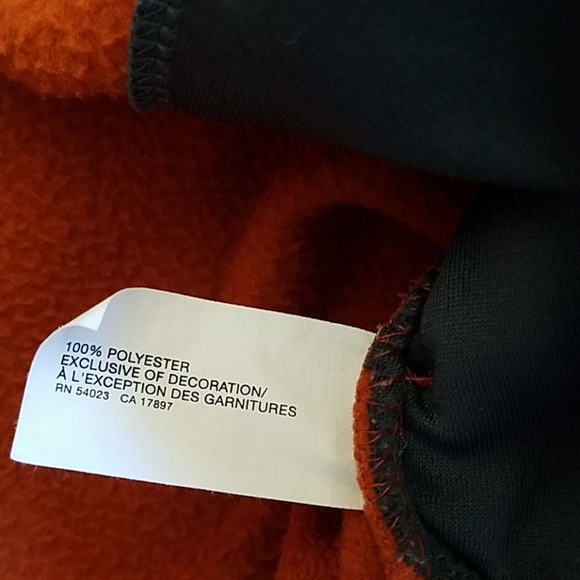 100% POLYESTER
EXCLUSIVE OF DECORATION/
À L'EXCEPTION DES GARNITURES
RN 54023 CA 17897